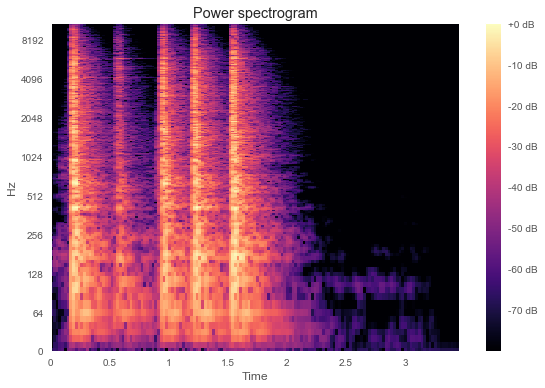 Power spectrogram
8192
4096
2048
1024
512
256
128
64
0
Hz
0
0.5
1
1.5
2
2.5
3
Time
+0 dB
-10 dB
-20 dB
-30 dB
-40 dB
-50 dB
-60 dB
-70 dB